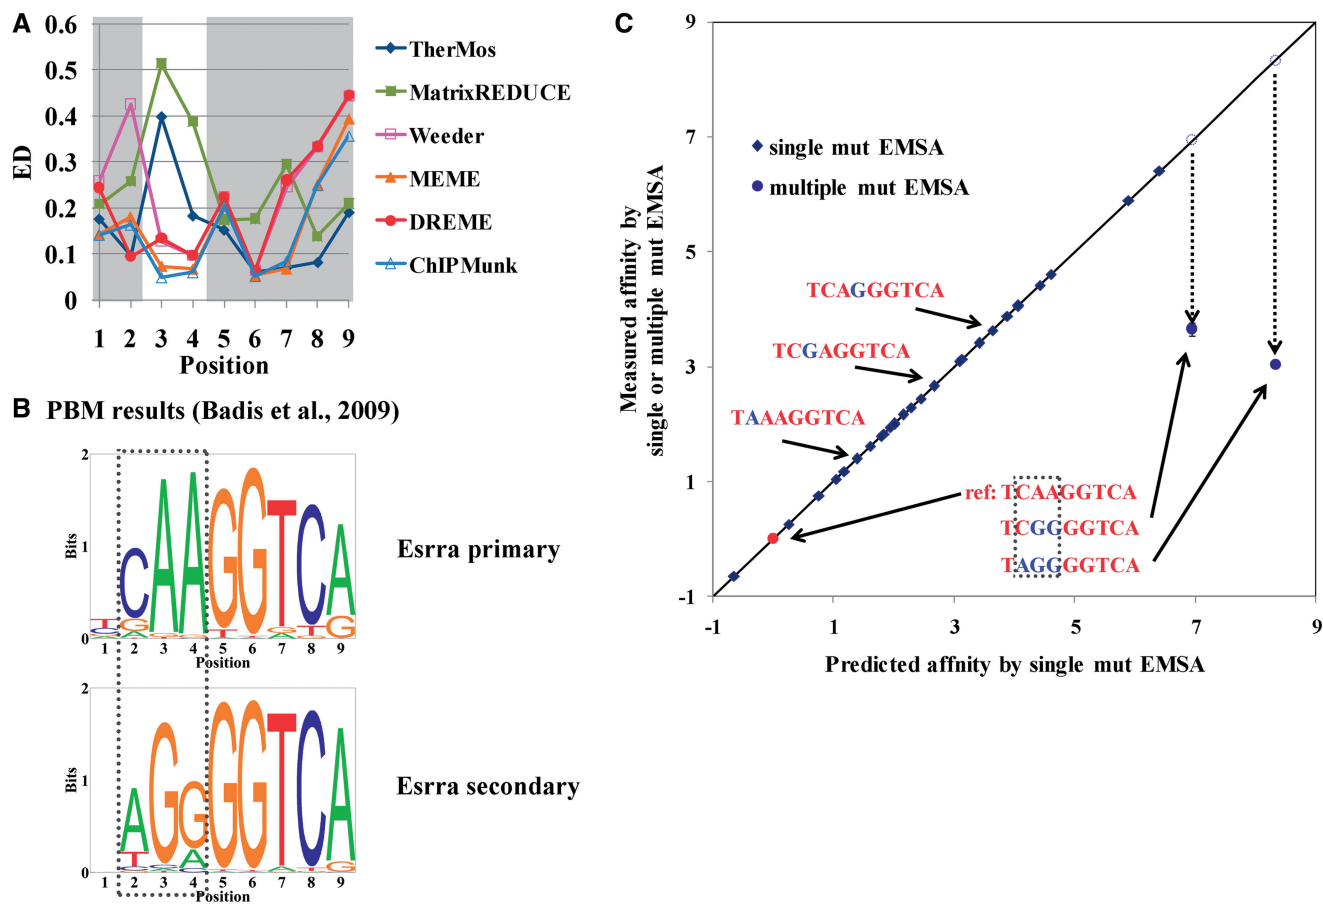 A
0.6
0.5
0.4
0.3
0.2
0.1
0
ED
1 2 3 4 5 6 7 8 9
Position
TherMos
MatrixREDUCE
Weeder
MEME
DREME
ChIPMunk
B PBM results (Badis et al., 2009)
2
1
0
Bits
1 2 3 4 5 6 7 8 9
Position
Esrra primary
2
1
0
Bits
1 2 3 4 5 6 7 8 9
Position
Esrra secondary
C
9
7
5
3
1
-1
Measured affinity by
single or multiple mut EMSA
single mut EMSA
multiple mut EMSA
TCAGGGTCA
TCGAGGTCA
TAAAGGTCA
ref: TCAAGGTCA
TCGGGGTCA
TAGGGGTCA
-1 1 3 5 7 9
Predicted affnity by single mut EMSA